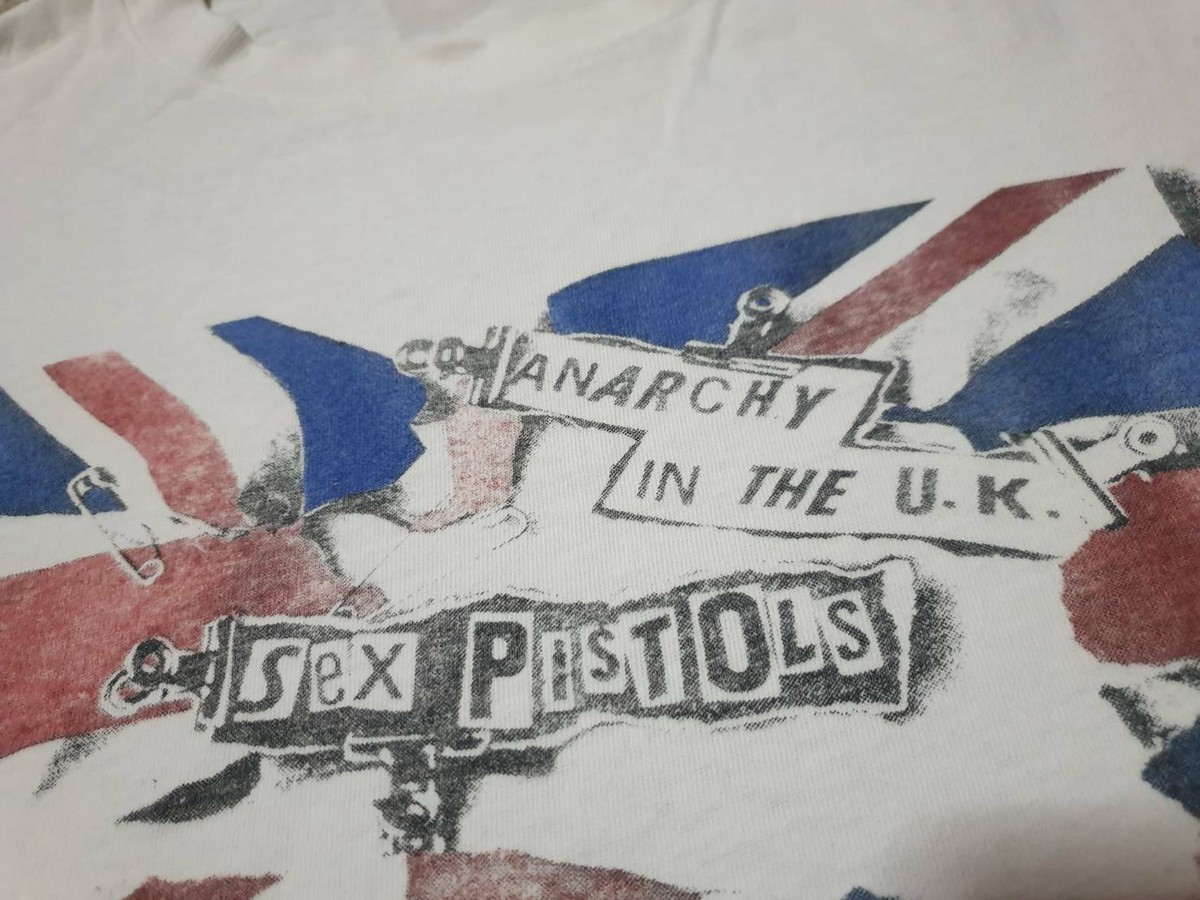 ANARCHY
IN THE U.K.
SeX PiSTOLS